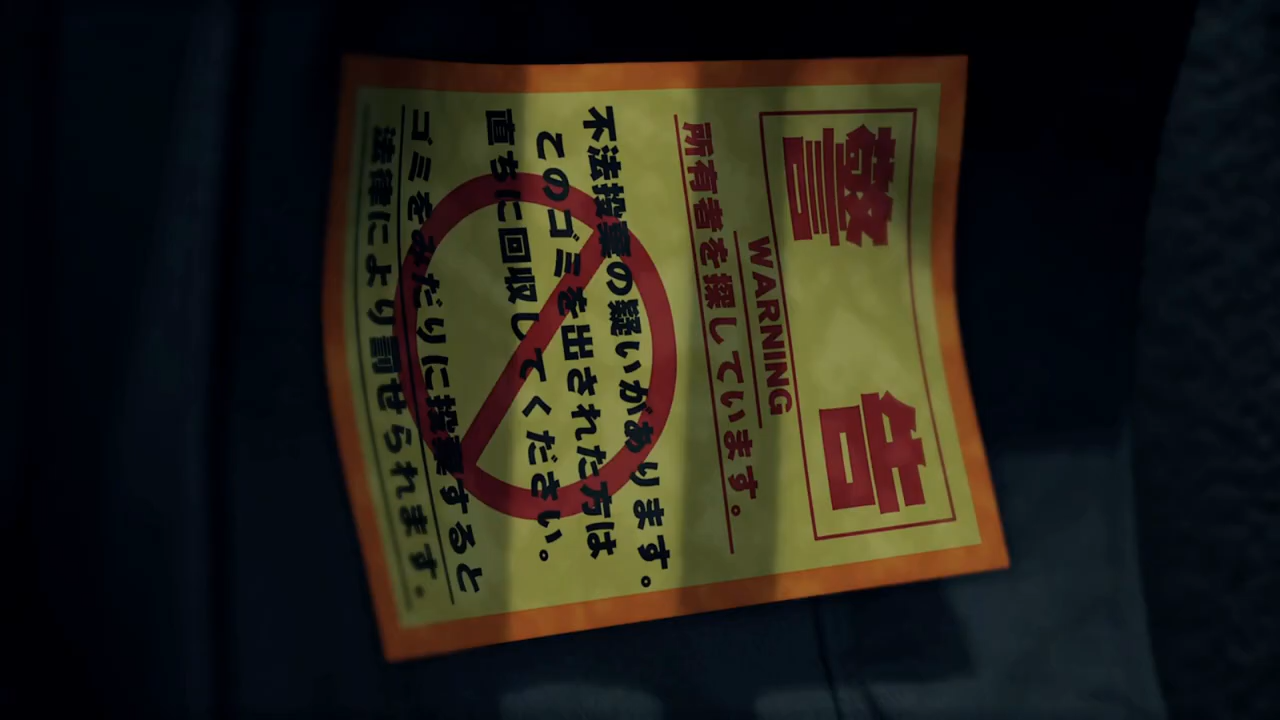 警告
WARNING
所有者を探しています。
不法投棄の疑いがあります。
このゴミを出された方は
直ちに回収してください。
ゴミをみだりに投棄すると
法律により罰せられます。